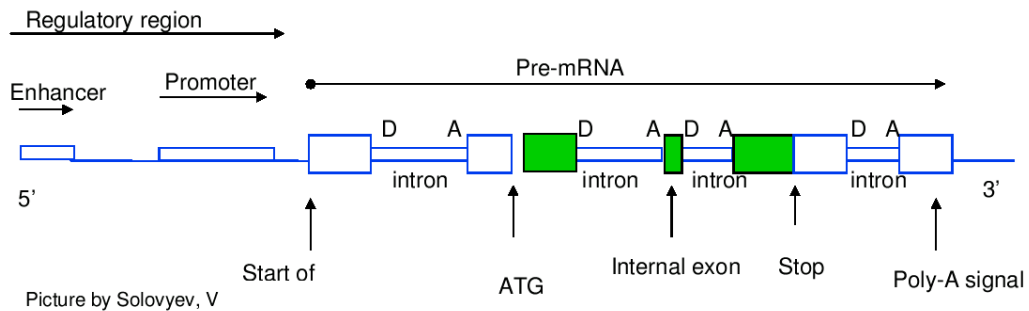 Regulatory region
Pre-mRNA
Enhancer
Promoter
D A D A D A D A
intron intron intron intron
5’
3’
Start of
ATG
Internal exon
Stop
Poly-A signal
Picture by Solovyev, V